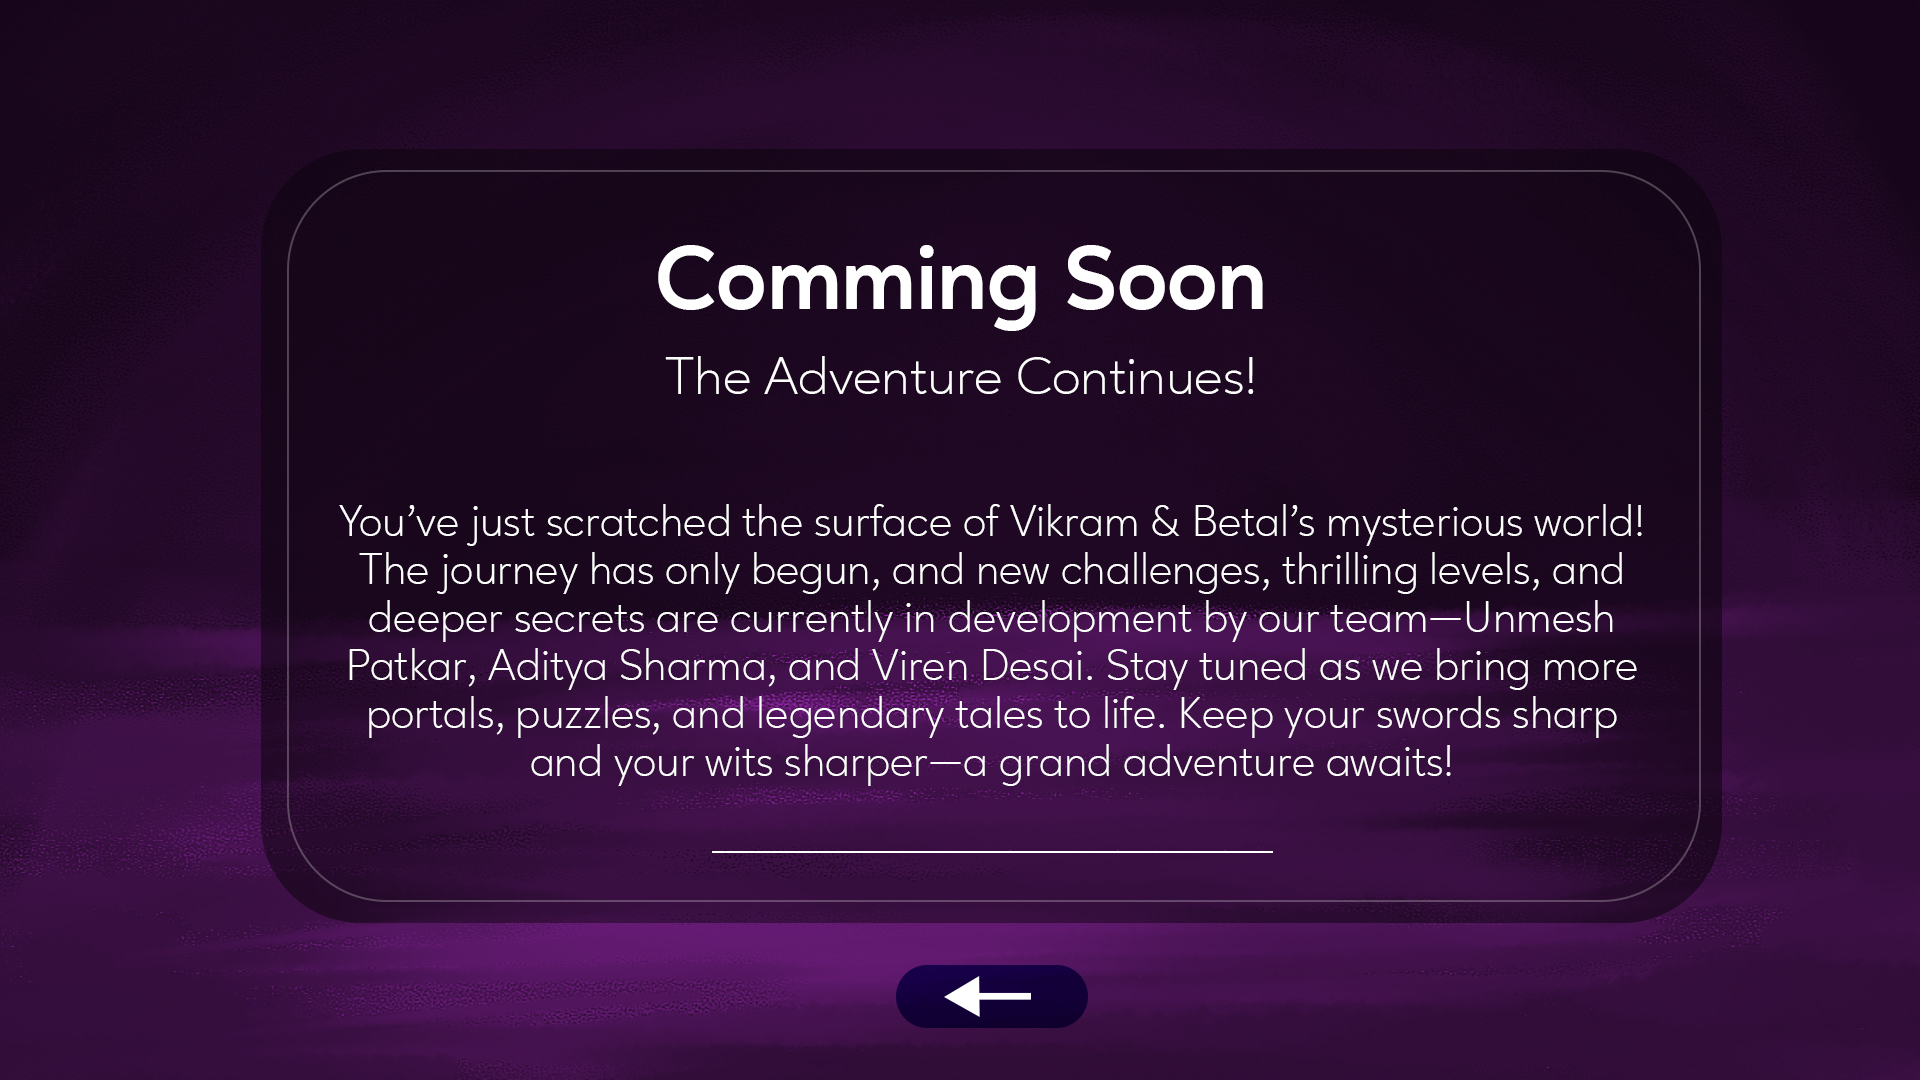 Comming Soon
The Adventure Continues!
You’ve just scratched the surface of Vikram & Betal’s mysterious world!
The journey has only begun, and new challenges, thrilling levels, and
deeper secrets are currently in development by our team—Unmesh
Patkar, Aditya Sharma, and Viren Desai. Stay tuned as we bring more
portals, puzzles, and legendary tales to life. Keep your swords sharp
and your wits sharper—a grand adventure awaits!